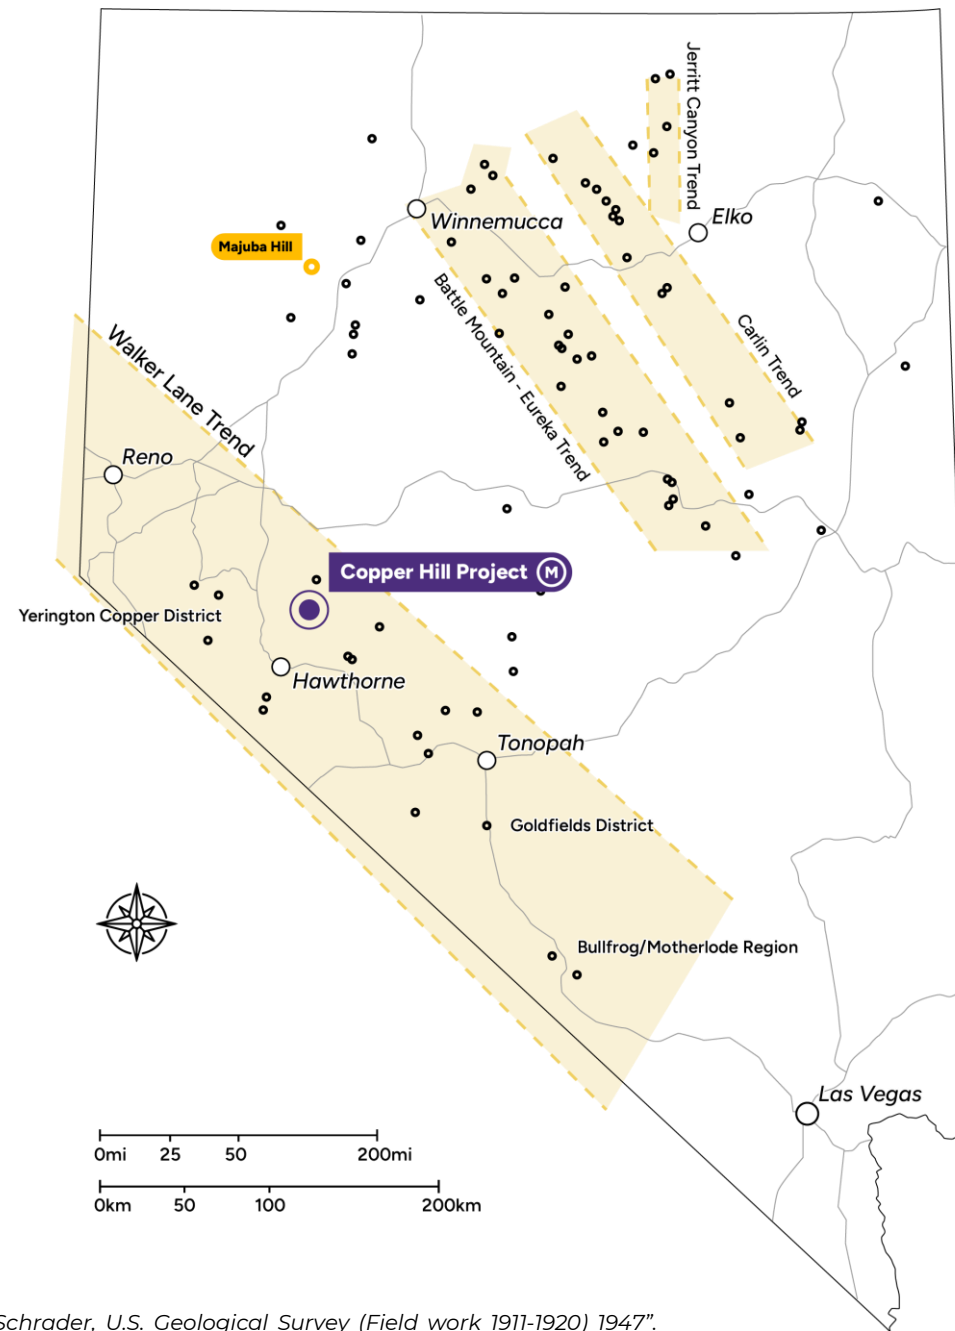 Jerritt Canyon Trend
Elko
Winnemucca
Majuba Hill
Battle Mountain - Eureka Trend
Carlin Trend
Walker Lane Trend
Reno
Copper Hill Project M
Yerington Copper District
Hawthorne
Tonopah
Goldfields District
Bullfrog/Motherlode Region
Las Vegas
0mi 25 50 200mi
0km 50 100 200km
Schrader, U.S. Geological Survey (Field work 1911-1920) 1947”.